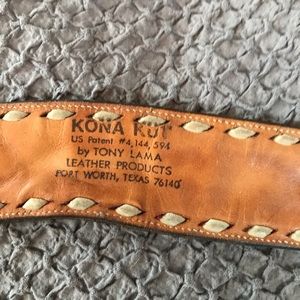 KONA KUT
US Patent #4,144,594
by TONY LAMA
LEATHER PRODUCTS
FORT WORTH, TEXAS 76140